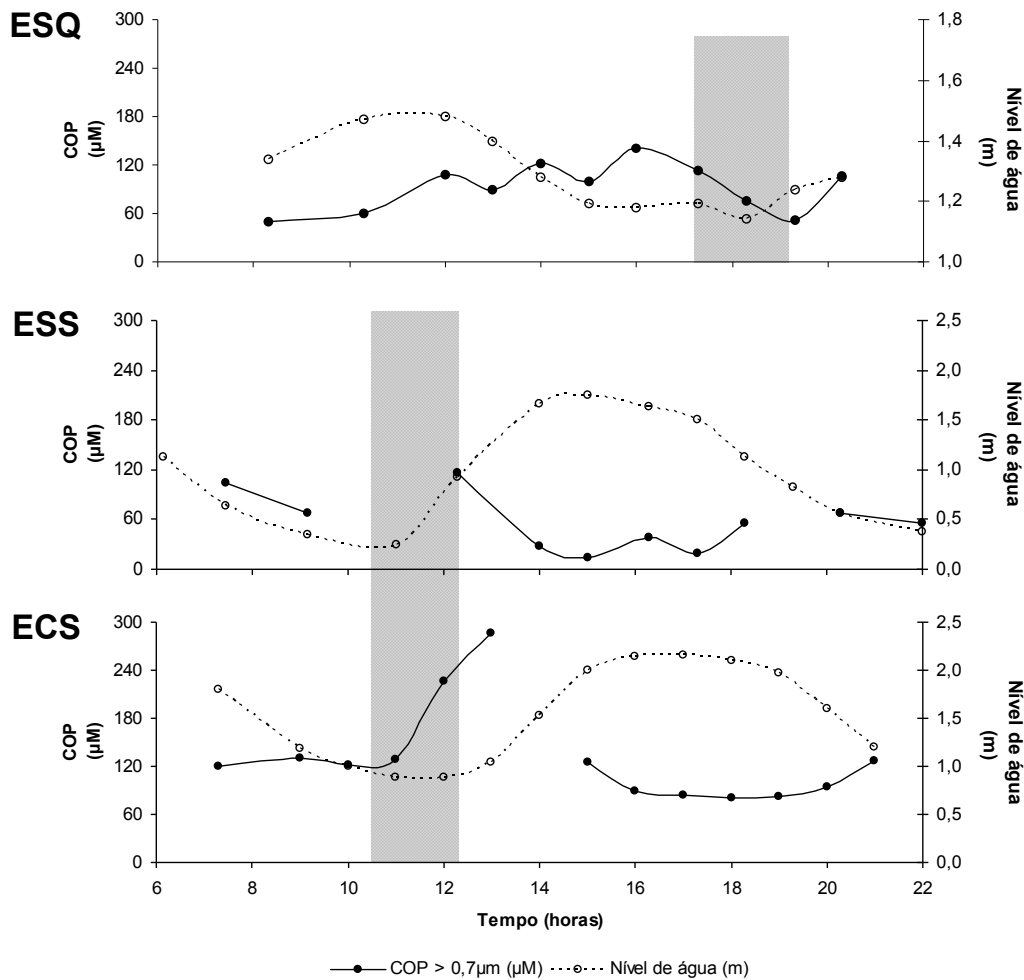 ESQ
300
240
180
120
60
0
COP
(µM)
1,8
1,6
1,4
1,2
1,0
Nível de água
(m)
ESS
300
240
180
120
60
0
COP
(µM)
2,5
2,0
1,5
1,0
0,5
0,0
Nível de água
(m)
ECS
300
240
180
120
60
0
COP
(µM)
2,5
2,0
1,5
1,0
0,5
0,0
Nível de água
(m)
6 8 10 12 14 16 18 20 22
Tempo (horas)
COP > 0,7µm (µM) Nível de água (m)